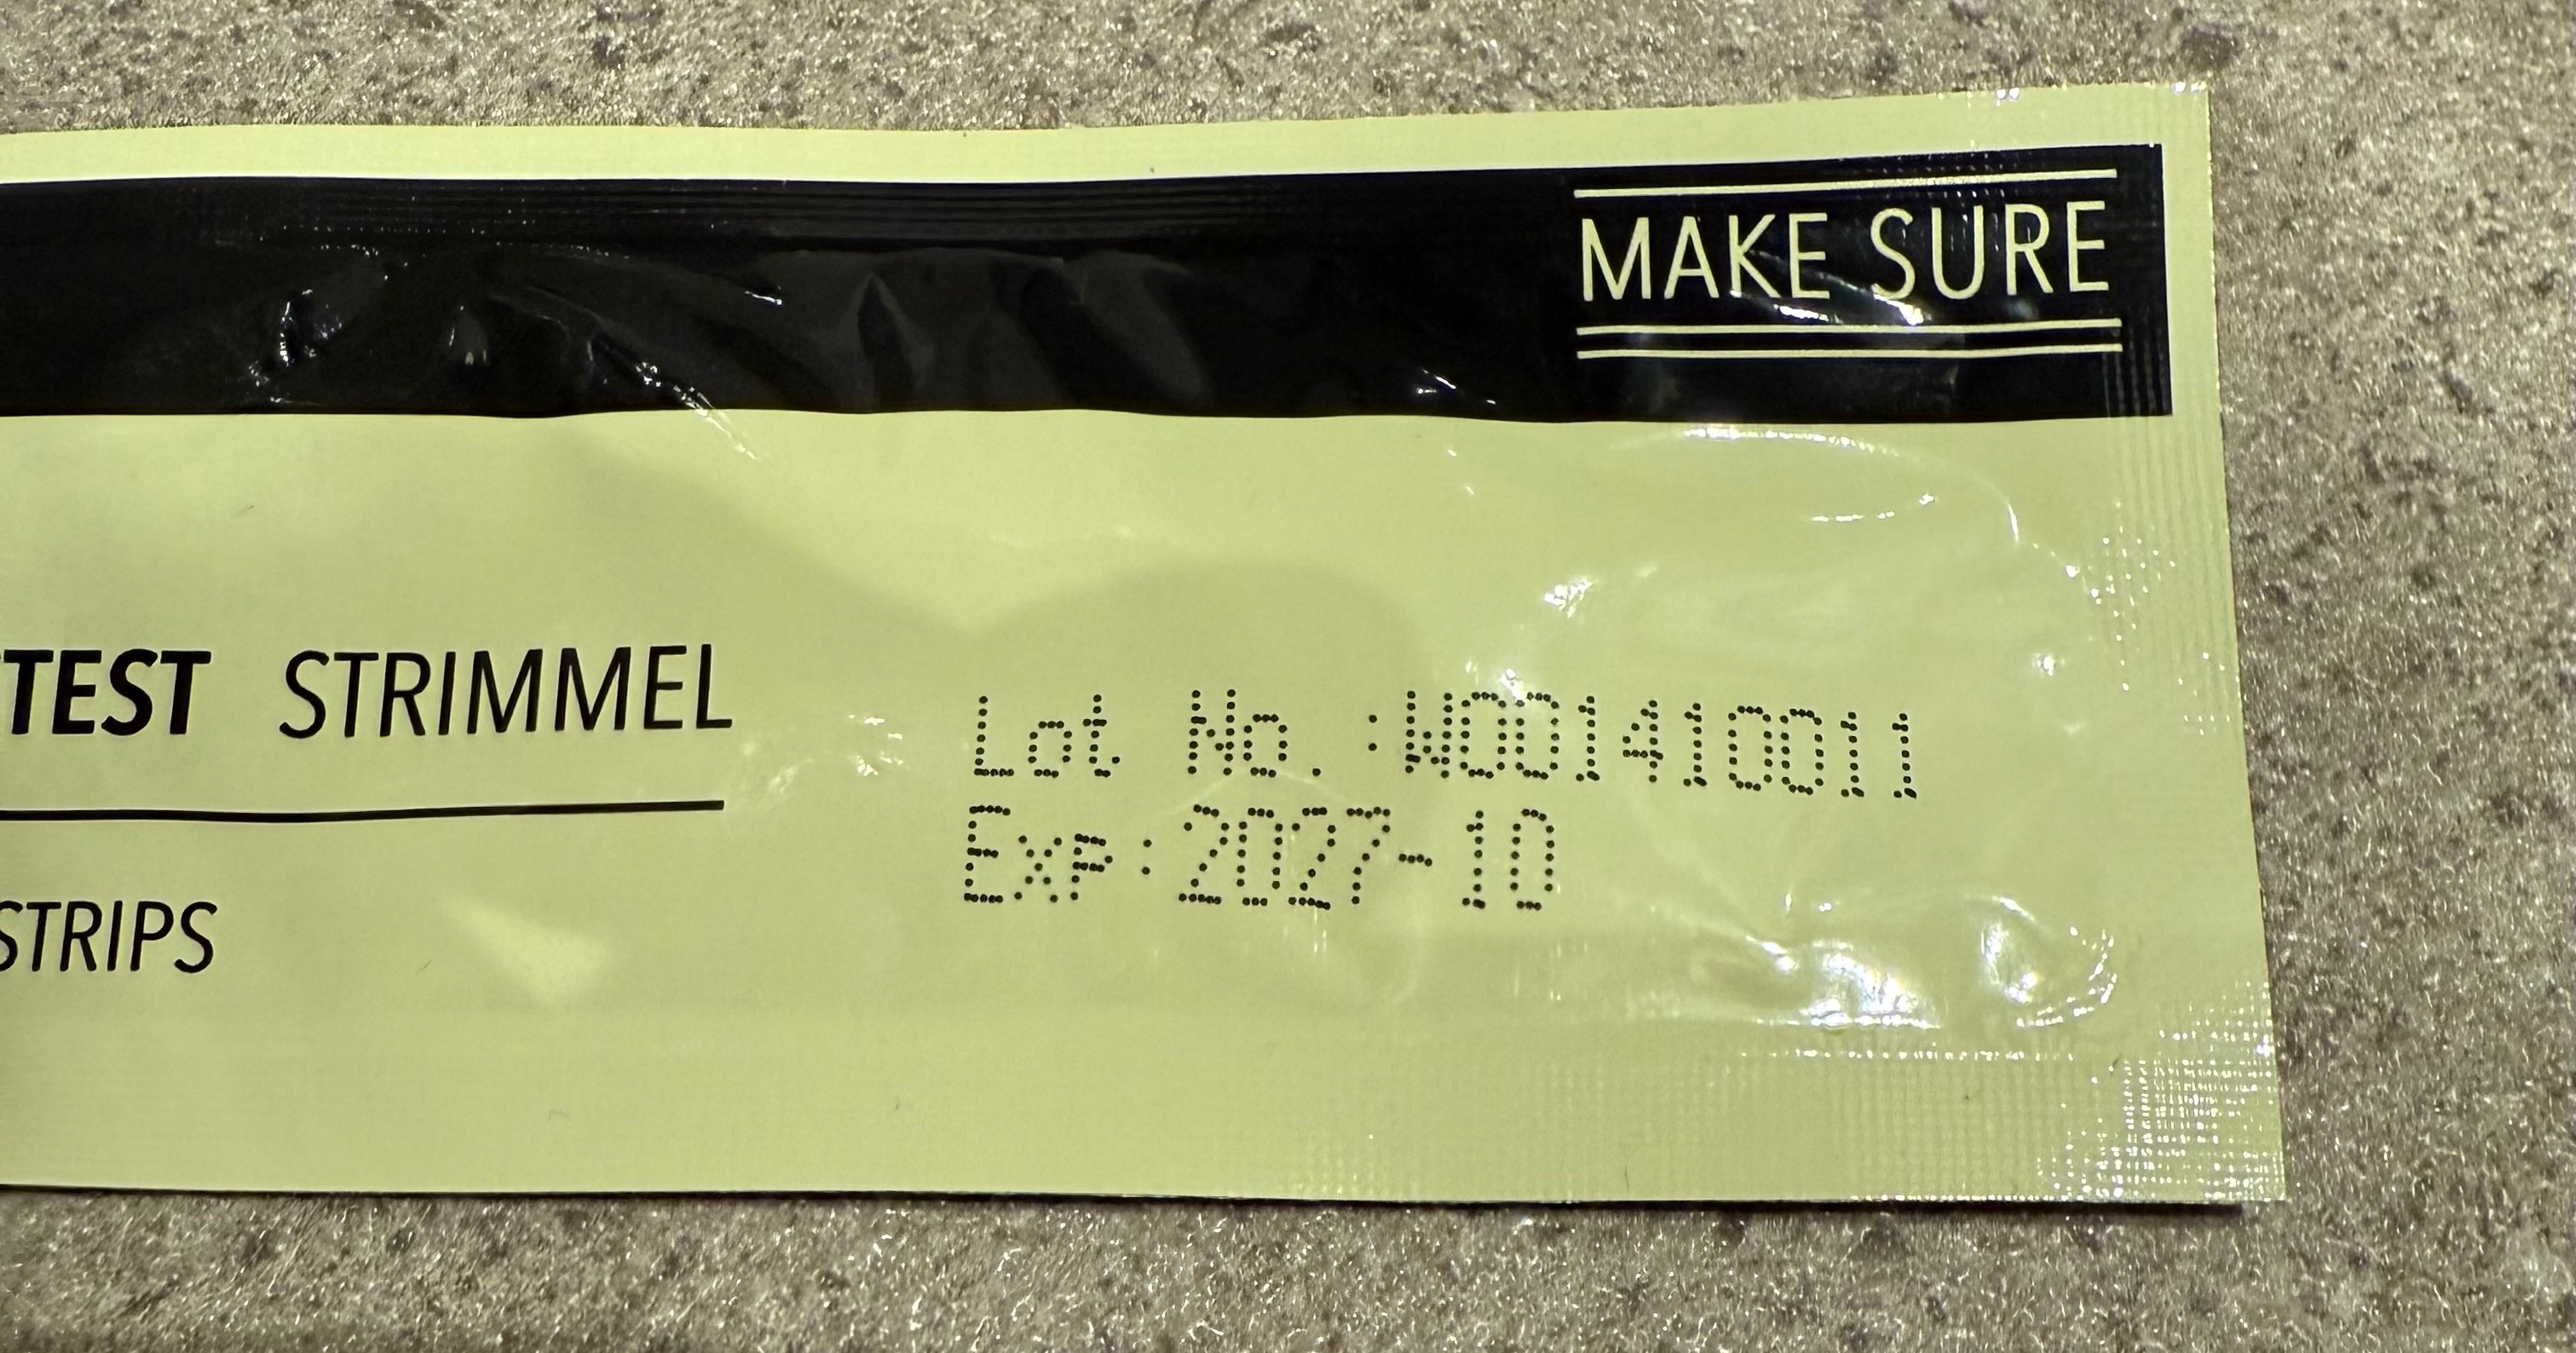 MAKE SURE
TEST STRIMMEL
Lot No. :W001410011
Exp:2027-10
STRIPS